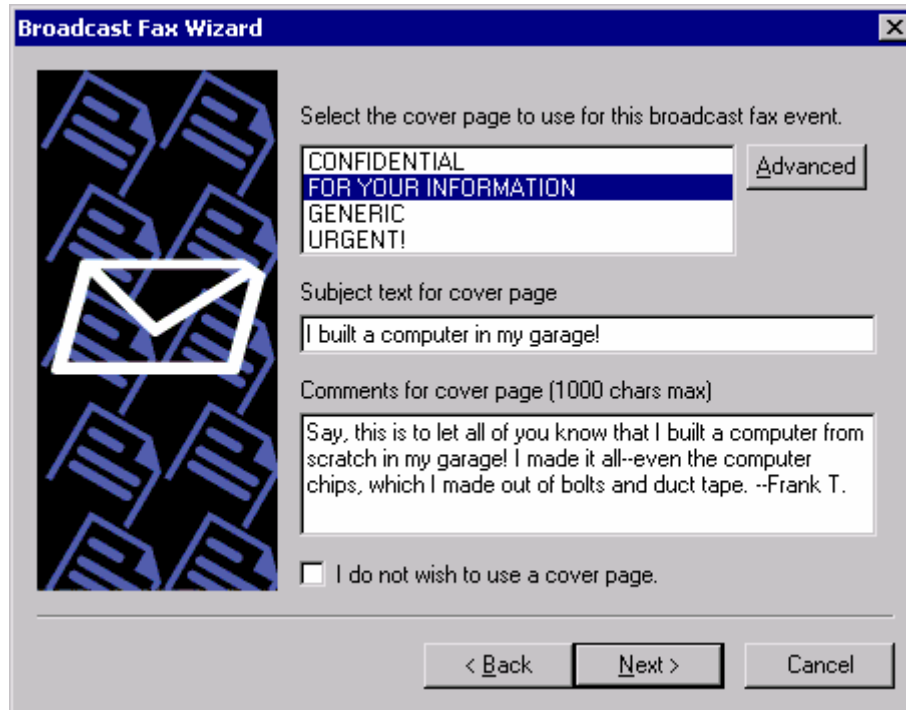 Broadcast Fax Wizard
Select the cover page to use for this broadcast fax event.
CONFIDENTIAL
Advanced
FOR YOUR INFORMATION
GENERIC
URGENT!
Subject text for cover page
I built a computer in my garage!
Comments for cover page (1000 chars max)
Say, this is to let all of you know that I built a computer from
scratch in my garage! I made it all--even the computer
chips, which I made out of bolts and duct tape. --Frank T.
I do not wish to use a cover page.
< Back
Next >
Cancel